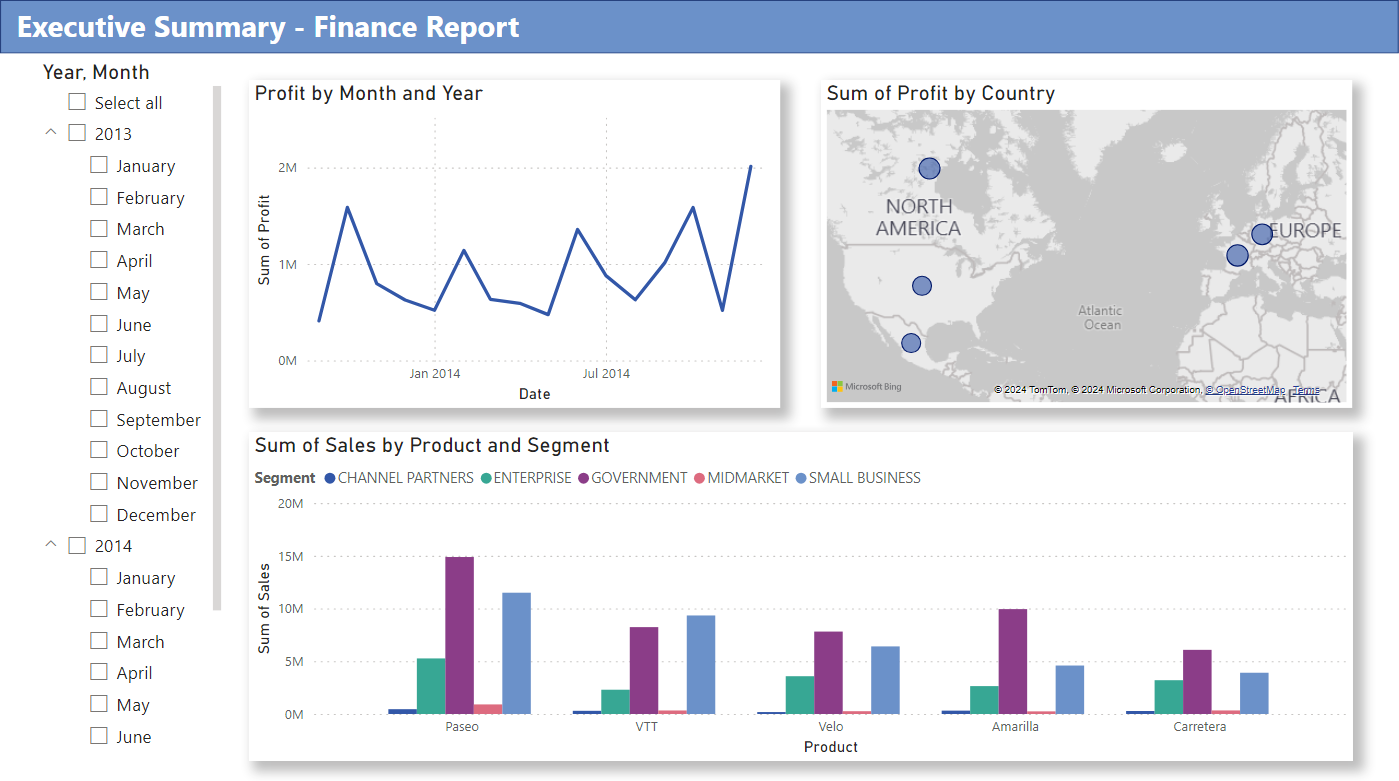 Executive Summary - Finance Report
Year, Month
Select all
2013
January
February
March
April
May
June
July
August
September
October
November
December
2014
January
February
March
April
May
June
Profit by Month and Year
Sum of Profit
2M
1M
0M
Jan 2014
Jul 2014
Date
Sum of Profit by Country
NORTH
AMERICA
EUROPE
Atlantic
Ocean
AFRICA
Microsoft Bing
© 2024 TomTom, © 2024 Microsoft Corporation, © OpenStreetMap Terms
Sum of Sales by Product and Segment
Segment CHANNEL PARTNERS ENTERPRISE GOVERNMENT MIDMARKET SMALL BUSINESS
Sum of Sales
20M
15M
10M
5M
0M
Paseo VTT Velo Amarilla Carretera
Product